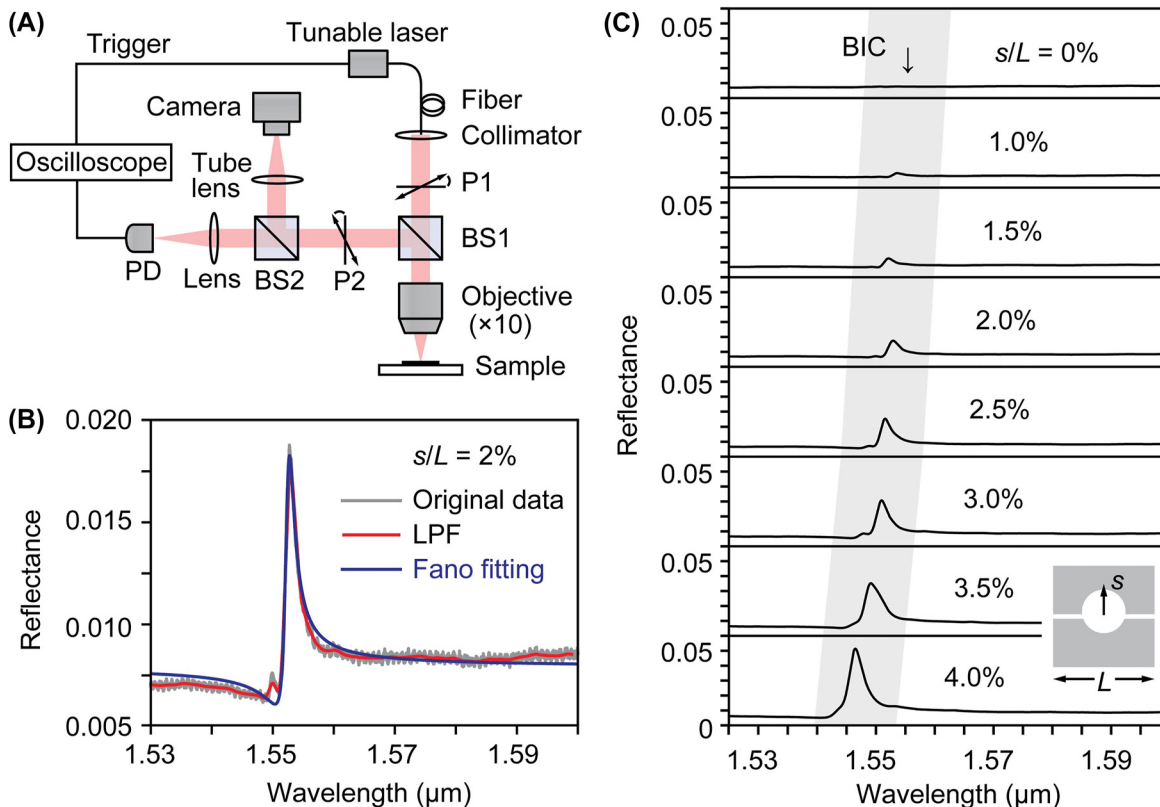 (A)
Trigger
Tunable laser
Camera
Fiber
Collimator
Oscilloscope
Tube
lens
P1
BS1
PD
Lens
BS2
P2
Objective
(×10)
Sample
(B)
0.020
0.015
0.010
0.005
Reflectance
s/L = 2%
Original data
LPF
Fano fitting
1.53
1.55
1.57
1.59
Wavelength (μm)
(C)
0.05
BIC
↓
s/L = 0%
0.05
1.0%
0.05
1.5%
0.05
2.0%
0.05
2.5%
0.05
3.0%
0.05
3.5%
0.05
4.0%
0
Reflectance
s
L
1.53
1.55
1.57
1.59
Wavelength (μm)